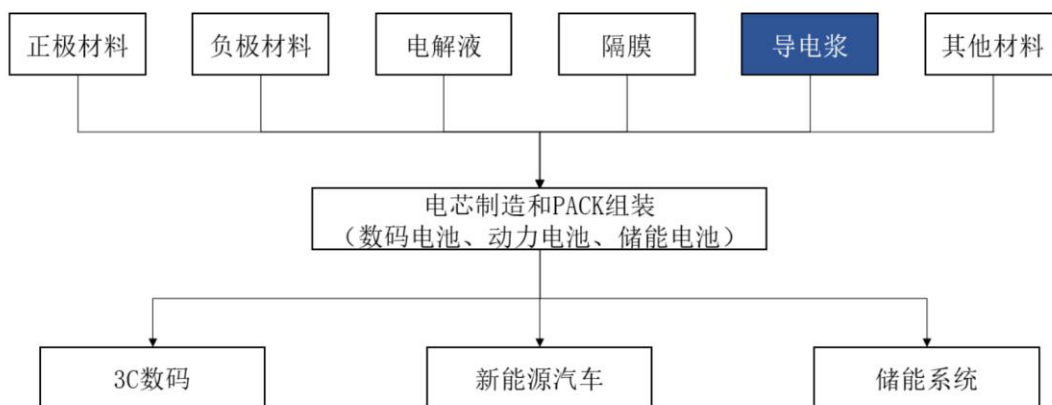 正极材料
负极材料
电解液
隔膜
导电浆
其他材料
电芯制造和PACK组装
（数码电池、动力电池、储能电池）
3C数码
新能源汽车
储能系统